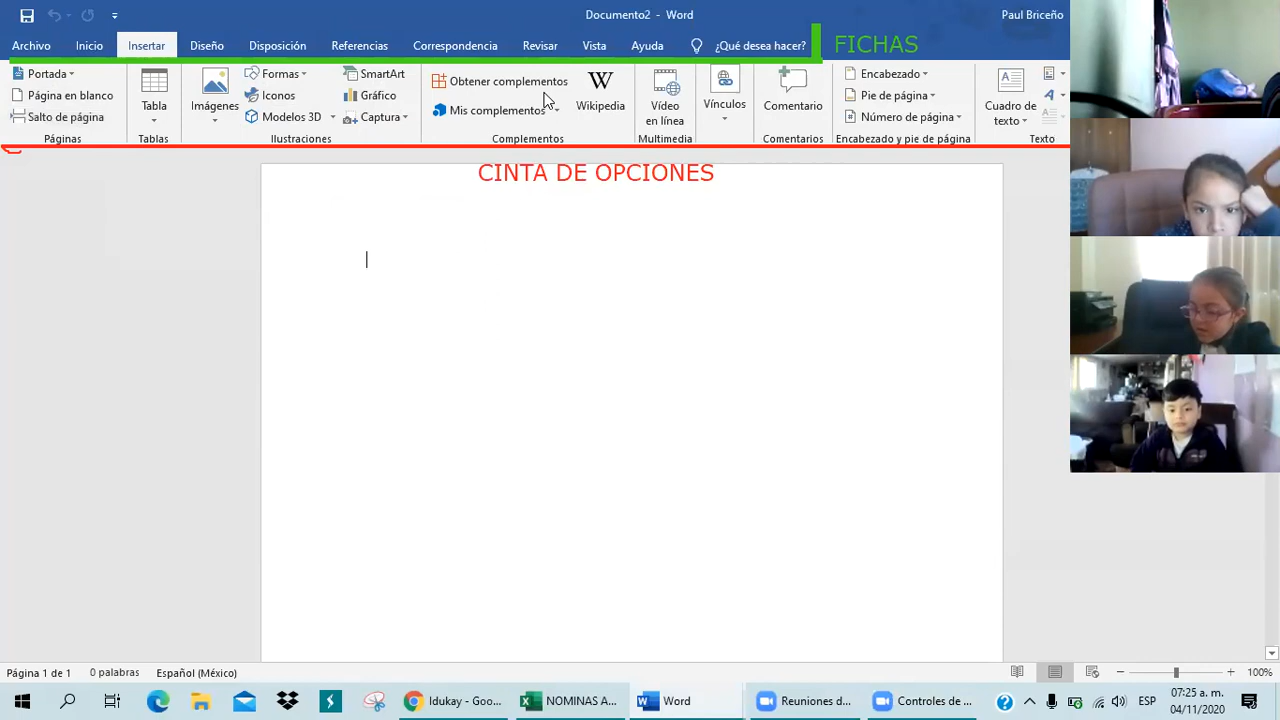 Documento2 - Word
Paul Briceño
Archivo Inicio Insertar Diseño Disposición Referencias Correspondencia Revisar Vista Ayuda ¿Qué desea hacer? FICHAS
Portada
Página en blanco
Salto de página
Páginas
Tabla
Tablas
Imágenes
Formas
Iconos
Modelos 3D
SmartArt
Gráfico
Captura
Ilustraciones
Obtener complementos
Mis complementos
Wikipedia
Complementos
Vídeo
en línea
Multimedia
Vínculos
Comentario
Comentarios
Encabezado
Pie de página
Número de página
Encabezado y pie de página
Cuadro de
texto
Texto
CINTA DE OPCIONES
Página 1 de 1 0 palabras Español (México) 100%
Idukay - Goo... NOMINAS A... Word Reuniones d... Controles de ... ESP
07:25 a. m.
04/11/2020